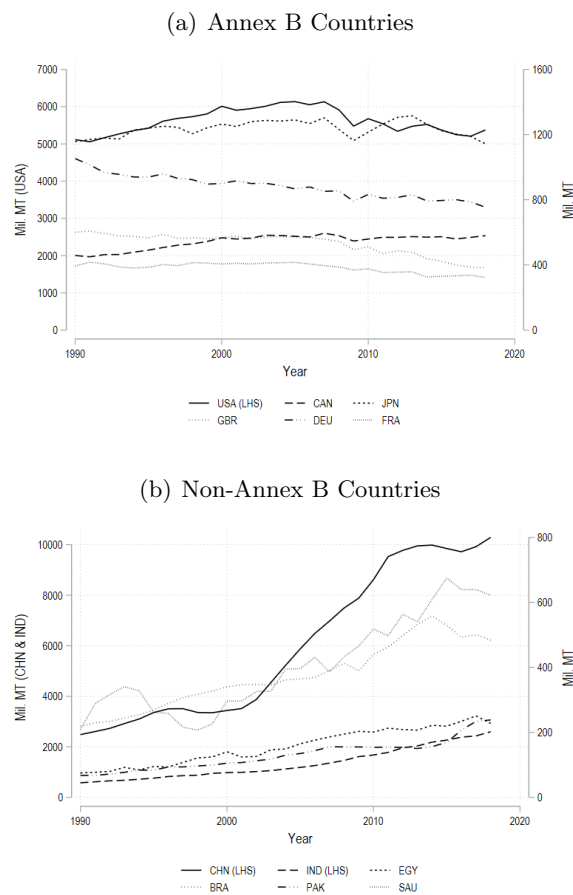 (a) Annex B Countries
7000
6000
5000
4000
3000
2000
1000
0
Mil. MT (USA)
1600
1200
800
400
0
Mil. MT
1990
2000
2010
2020
Year
USA (LHS)
CAN
JPN
GBR
DEU
FRA
(b) Non-Annex B Countries
10000
8000
6000
4000
2000
0
Mil. MT (CHN & IND)
800
600
400
200
0
Mil. MT
1990
2000
2010
2020
Year
CHN (LHS)
IND (LHS)
EGY
BRA
PAK
SAU